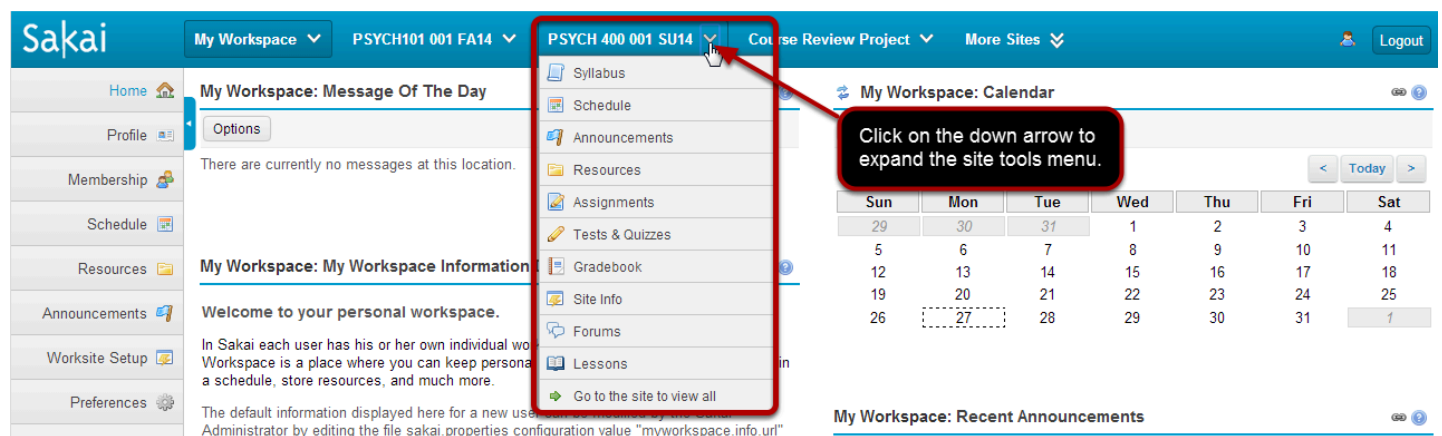 Sakai
My Workspace
PSYCH101 001 FA14
PSYCH 400 001 SU14
Course Review Project
More Sites
Logout
Home
Profile
Membership
Schedule
Resources
Announcements
Worksite Setup
Preferences
My Workspace: Message Of The Day
Options
There are currently no messages at this location.
My Workspace: My Workspace Information
Welcome to your personal workspace.
In Sakai each user has his or her own individual wo
Workspace is a place where you can keep persona in
a schedule, store resources, and much more.
The default information displayed here for a new user can be modified by the Sakai
Administrator by editing the file sakai.properties configuration value "myworkspace.info.url"
Syllabus
Schedule
Announcements
Resources
Assignments
Tests & Quizzes
Gradebook
Site Info
Forums
Lessons
Go to the site to view all
My Workspace: Calendar
Click on the down arrow to
expand the site tools menu.
< Today >
Sun Mon Tue Wed Thu Fri Sat
29 30 31 1 2 3 4
5 6 7 8 9 10 11
12 13 14 15 16 17 18
19 20 21 22 23 24 25
26 27 28 29 30 31 1
My Workspace: Recent Announcements